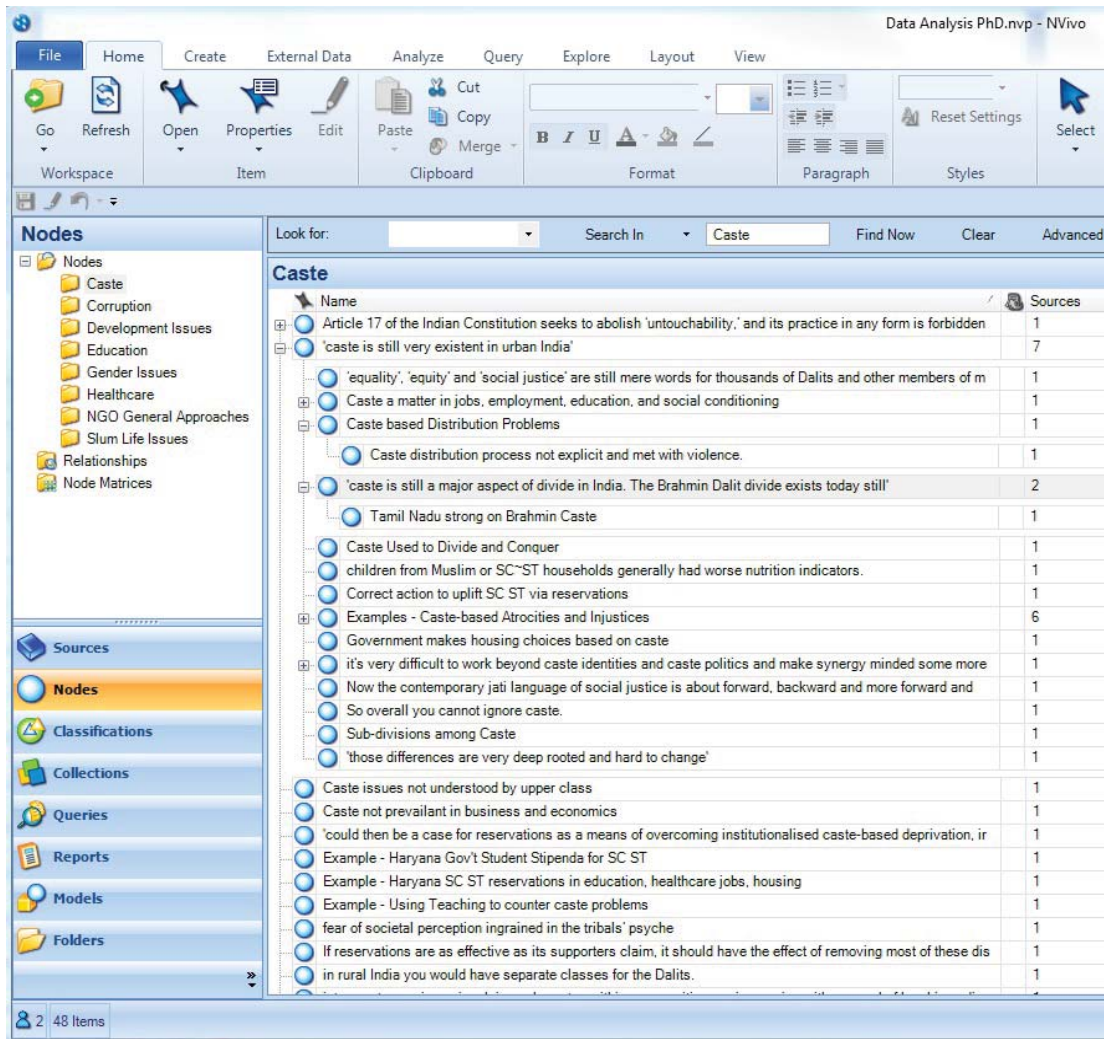 Data Analysis PhD.nvp - NVivo
File Home Create External Data Analyze Query Explore Layout View
Go Refresh Open Properties Edit Paste Cut Copy Merge B I U A Reset Settings Select
Workspace Item Clipboard Format Paragraph Styles
Nodes
Look for: Search In Caste Find Now Clear Advanced
Nodes
Caste
Corruption
Development Issues
Education
Gender Issues
Healthcare
NGO General Approaches
Slum Life Issues
Relationships
Node Matrices
Sources
Nodes
Classifications
Collections
Queries
Reports
Models
Folders
Caste
Name Sources
Article 17 of the Indian Constitution seeks to abolish 'untouchability,' and its practice in any form is forbidden 1
'caste is still very existent in urban India' 7
'equality', 'equity' and 'social justice' are still mere words for thousands of Dalits and other members of m 1
Caste a matter in jobs, employment, education, and social conditioning 1
Caste based Distribution Problems 1
Caste distribution process not explicit and met with violence. 1
'caste is still a major aspect of divide in India. The Brahmin Dalit divide exists today still' 2
Tamil Nadu strong on Brahmin Caste 1
Caste Used to Divide and Conquer 1
children from Muslim or SC~ST households generally had worse nutrition indicators. 1
Correct action to uplift SC ST via reservations 1
Examples - Caste-based Atrocities and Injustices 6
Government makes housing choices based on caste 1
it's very difficult to work beyond caste identities and caste politics and make synergy minded some more 1
Now the contemporary jati language of social justice is about forward, backward and more forward and 1
So overall you cannot ignore caste. 1
Sub-divisions among Caste 1
'those differences are very deep rooted and hard to change' 1
Caste issues not understood by upper class 1
Caste not prevailant in business and economics 1
'could then be a case for reservations as a means of overcoming institutionalised caste-based deprivation, ir 1
Example - Haryana Gov't Student Stipenda for SC ST 1
Example - Haryana SC ST reservations in education, healthcare jobs, housing 1
Example - Using Teaching to counter caste problems 1
fear of societal perception ingrained in the tribals' psyche 1
If reservations are as effective as its supporters claim, it should have the effect of removing most of these dis 1
in rural India you would have separate classes for the Dalits. 1
2 48 Items